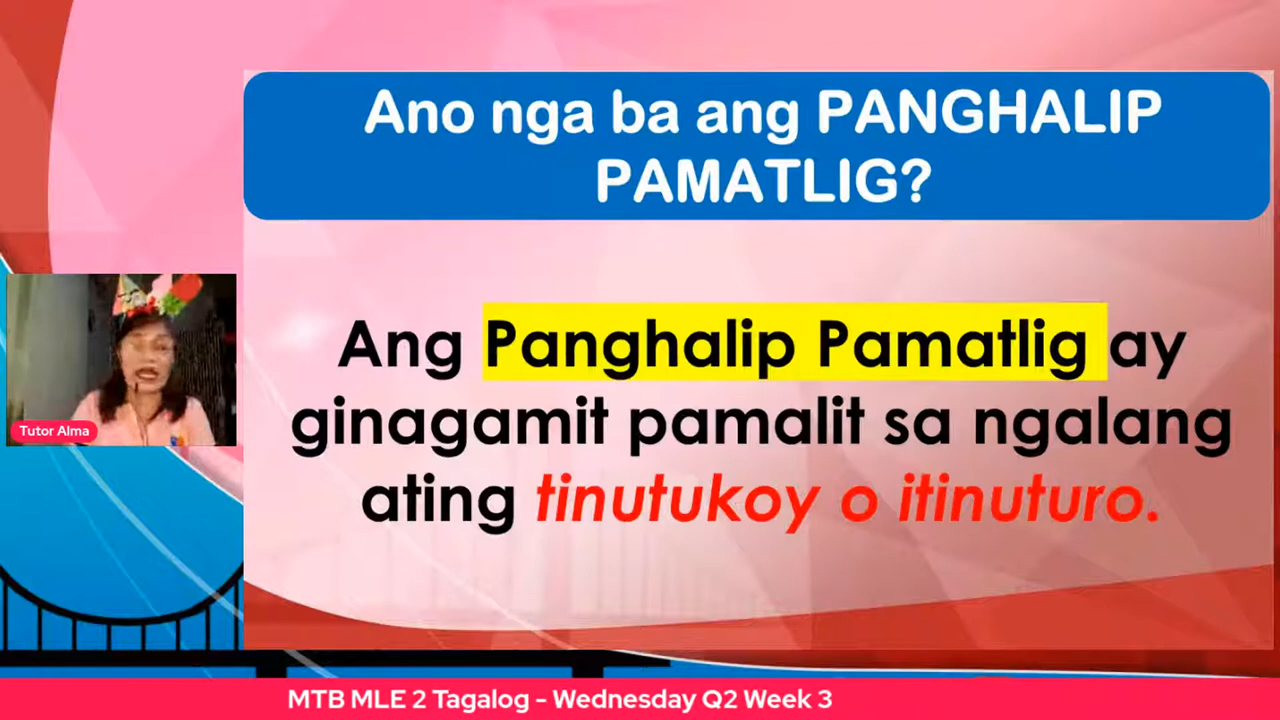 Ano nga ba ang PANGHALIP
PAMATLIG?
Ang Panghalip Pamatlig ay
ginagamit pamalit sa ngalang
ating tinutukoy o itinuturo.
Tutor Alma
MTB MLE 2 Tagalog - Wednesday Q2 Week 3